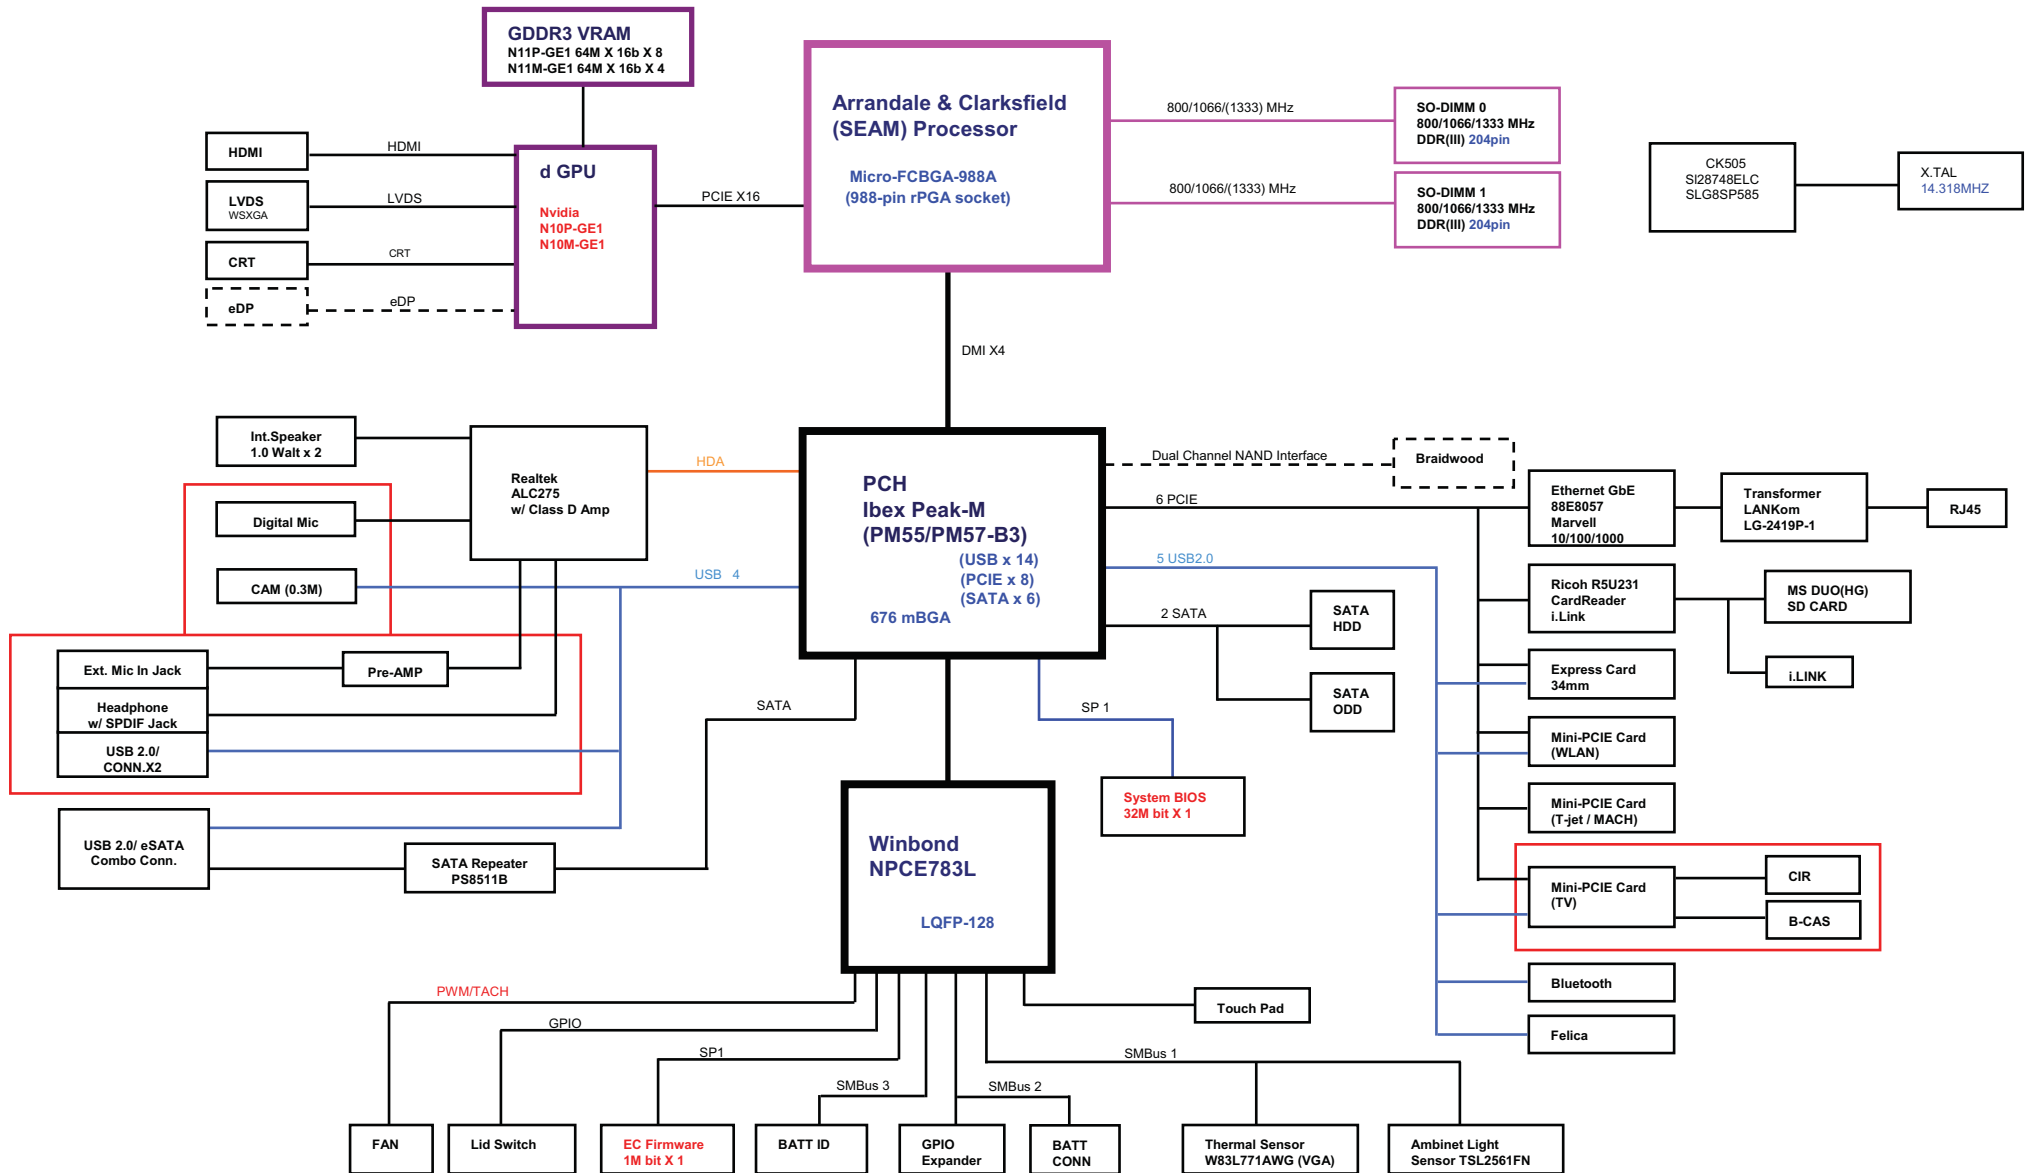 GDDR3 VRAM
N11P-GE1 64M X 16b X 8
N11M-GE1 64M X 16b X 4
HDMI
HDMI
LVDS
WSXGA
LVDS
CRT
CRT
eDP
eDP
d GPU
Nvidia
N10P-GE1
N10M-GE1
PCIE X16
Arrandale & Clarksfield
(SEAM) Processor
Micro-FCBGA-988A
(988-pin rPGA socket)
800/1066/(1333) MHz
SO-DIMM 0
800/1066/1333 MHz
DDR(III) 204pin
800/1066/(1333) MHz
SO-DIMM 1
800/1066/1333 MHz
DDR(III) 204pin
CK505
SI28748ELC
SLG8SP585
X.TAL
14.318MHZ
DMI X4
Int.Speaker
1.0 Walt x 2
Digital Mic
CAM (0.3M)
Realtek
ALC275
w/ Class D Amp
HDA
USB 4
Ext. Mic In Jack
Pre-AMP
Headphone
w/ SPDIF Jack
USB 2.0/
CONN.X2
USB 2.0/ eSATA
Combo Conn.
SATA Repeater
PS8511B
SATA
PCH
Ibex Peak-M
(PM55/PM57-B3)
(USB x 14)
(PCIE x 8)
(SATA x 6)
676 mBGA
Dual Channel NAND Interface
Braidwood
6 PCIE
5 USB2.0
2 SATA
SATA
HDD
SATA
ODD
SP 1
System BIOS
32M bit X 1
Ethernet GbE
88E8057
Marvell
10/100/1000
Transformer
LANKom
LG-2419P-1
RJ45
Ricoh R5U231
CardReader
i.Link
MS DUO(HG)
SD CARD
i.LINK
Express Card
34mm
Mini-PCIE Card
(WLAN)
Mini-PCIE Card
(T-jet / MACH)
Mini-PCIE Card
(TV)
CIR
B-CAS
Bluetooth
Felica
Winbond
NPCE783L
LQFP-128
PWM/TACH
GPIO
SP1
SMBus 3
SMBus 2
SMBus 1
Touch Pad
FAN
Lid Switch
EC Firmware
1M bit X 1
BATT ID
GPIO
Expander
BATT
CONN
Thermal Sensor
W83L771AWG (VGA)
Ambinet Light
Sensor TSL2561FN